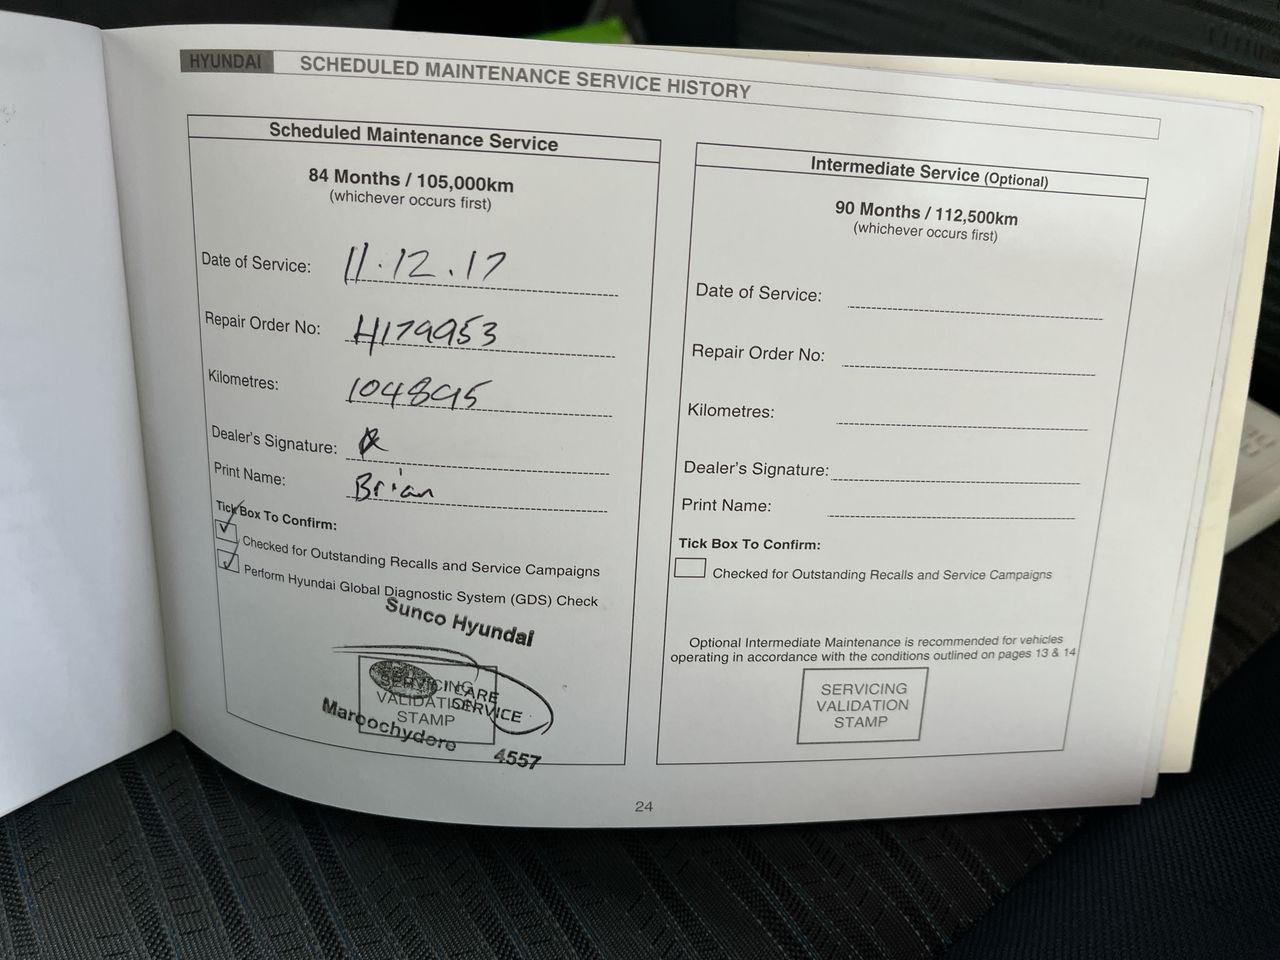 HYUNDAI SCHEDULED MAINTENANCE SERVICE HISTORY
Scheduled Maintenance Service
84 Months / 105,000km
(whichever occurs first)
Date of Service: 11.12.17
Repair Order No: H179953
Kilometres: 104895
Dealer's Signature:
Print Name: Brian
Tick Box To Confirm:
Checked for Outstanding Recalls and Service Campaigns
Perform Hyundai Global Diagnostic System (GDS) Check
Sunco Hyundai
SERVICING
VALIDATION
STAMP
iCARE
SERVICE
Maroochydore 4557
Intermediate Service (Optional)
90 Months / 112,500km
(whichever occurs first)
Date of Service:
Repair Order No:
Kilometres:
Dealer's Signature:
Print Name:
Tick Box To Confirm:
Checked for Outstanding Recalls and Service Campaigns
Optional Intermediate Maintenance is recommended for vehicles
operating in accordance with the conditions outlined on pages 13 & 14
SERVICING
VALIDATION
STAMP
24